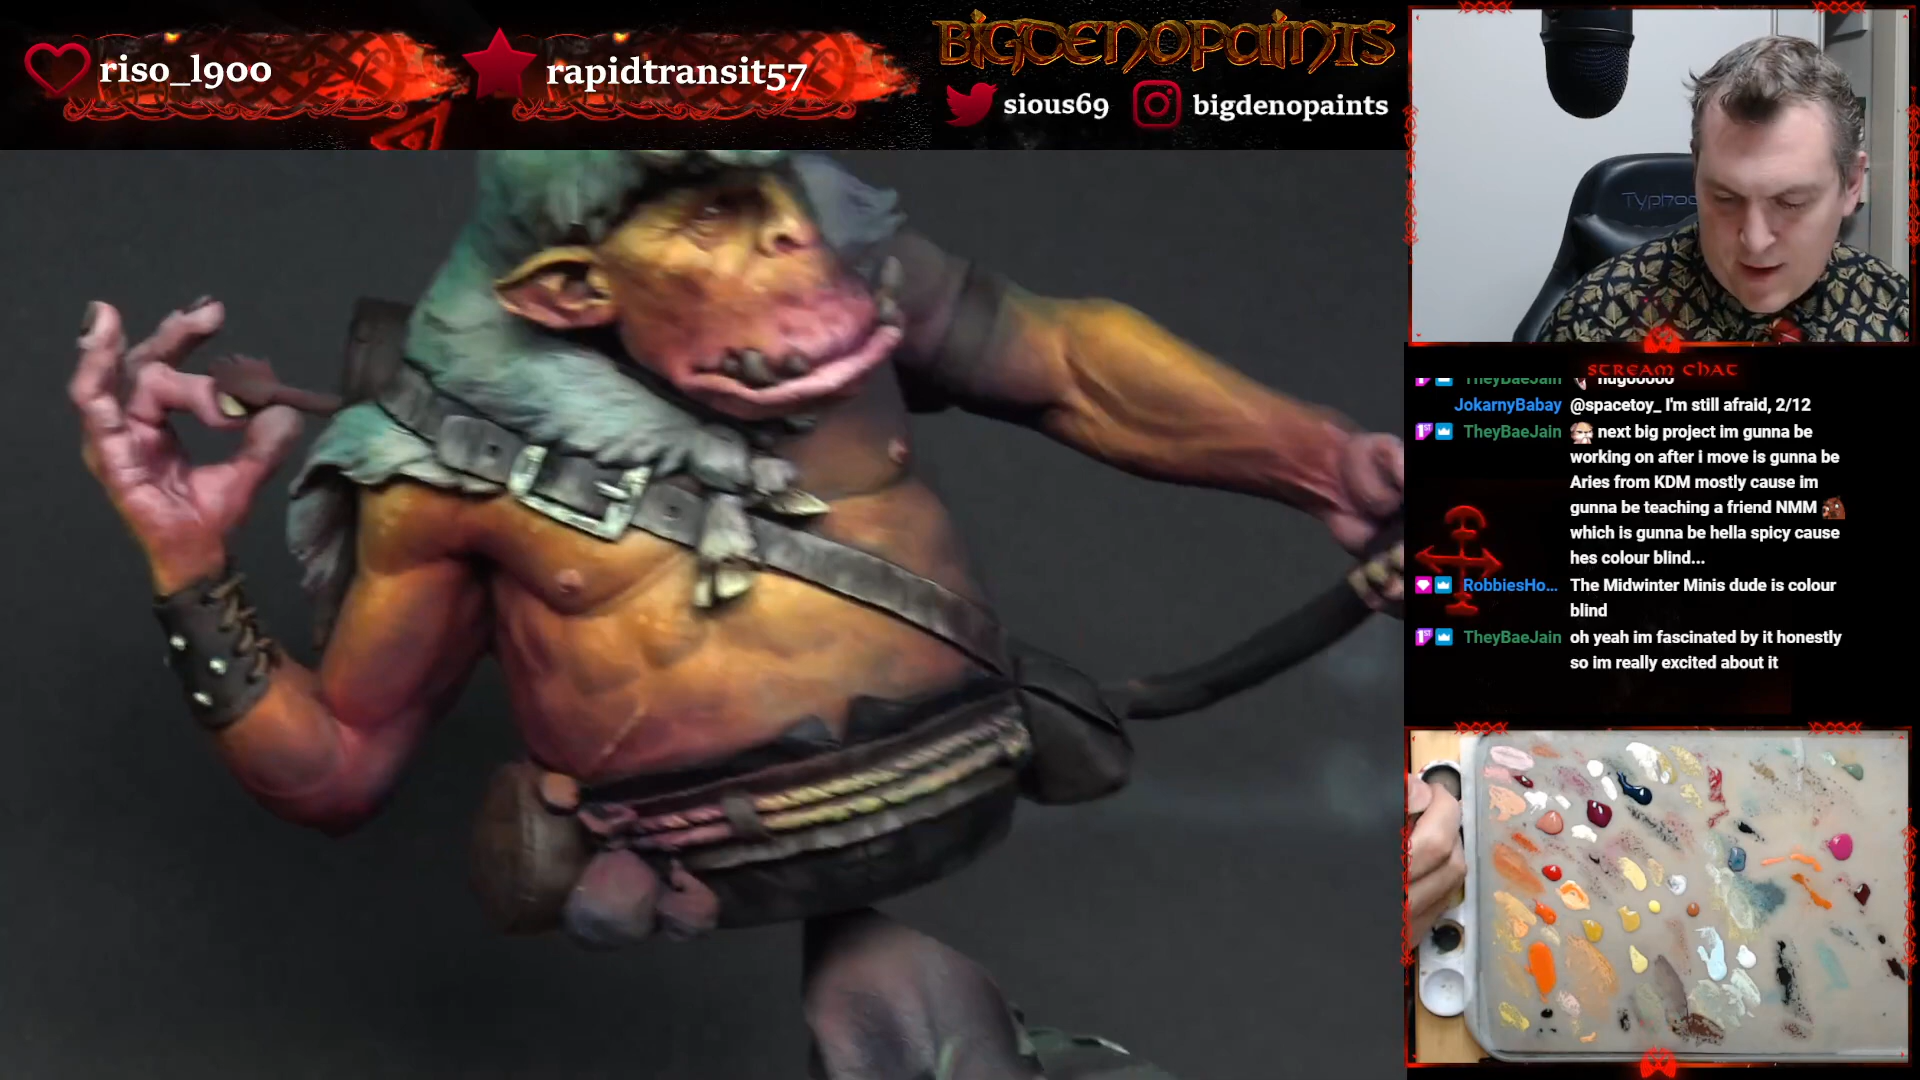 riso_l900
rapidtransit57
BIGDENOPAINTS
sious69
bigdenopaints
Typhoo
STREAM CHAT
TheyBaeJain hugooooo
JokarnyBabay @spacetoy_ I'm still afraid, 2/12
TheyBaeJain next big project im gunna be
working on after i move is gunna be
Aries from KDM mostly cause im
gunna be teaching a friend NMM
which is gunna be hella spicy cause
hes colour blind...
RobbiesHo... The Midwinter Minis dude is colour
blind
TheyBaeJain oh yeah im fascinated by it honestly
so im really excited about it